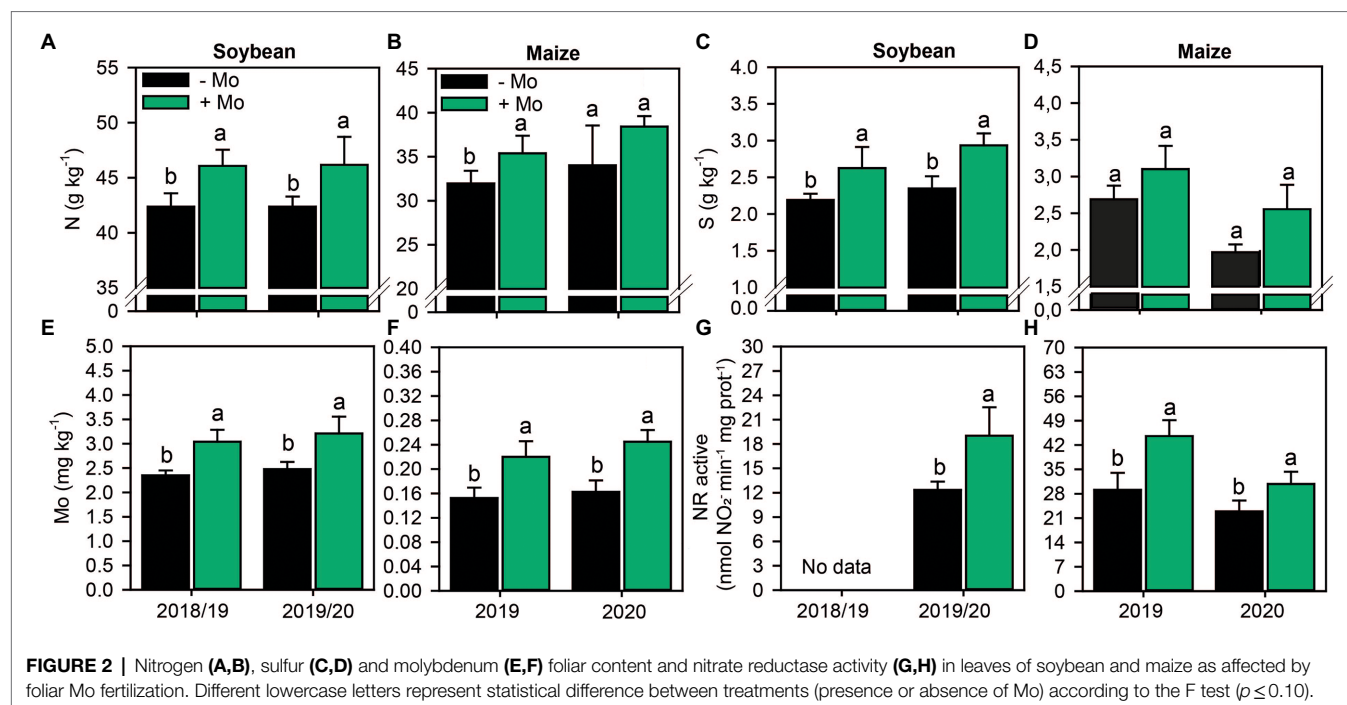 A Soybean
B Maize
C Soybean
D Maize
- Mo
+ Mo
- Mo
+ Mo
N (g kg⁻¹)
55
50
45
40
35
0
b a b a
45
40
35
30
25
20
0
b a a a
S (g kg⁻¹)
4.0
3.5
3.0
2.5
2.0
1.5
1.0
0.0
b a b a
4,5
4,0
3,5
3,0
2,5
2,0
1,5
0,0
a a a a
E
F
G
H
Mo (mg kg⁻¹)
5.0
4.5
4.0
3.5
3.0
2.5
2.0
1.5
1.0
0.5
0.0
b a b a
2018/19 2019/20
0.40
0.36
0.32
0.28
0.24
0.20
0.16
0.12
0.08
0.04
0.00
b a b a
2019 2020
NR active
(nmol NO₂⁻ min⁻¹ mg prot⁻¹)
30
27
24
21
18
15
12
9
6
3
0
No data
b a
2018/19 2019/20
70
63
56
49
42
35
28
21
14
7
0
b a b a
2019 2020
FIGURE 2 | Nitrogen (A,B), sulfur (C,D) and molybdenum (E,F) foliar content and nitrate reductase activity (G,H) in leaves of soybean and maize as affected by
foliar Mo fertilization. Different lowercase letters represent statistical difference between treatments (presence or absence of Mo) according to the F test (p ≤ 0.10).